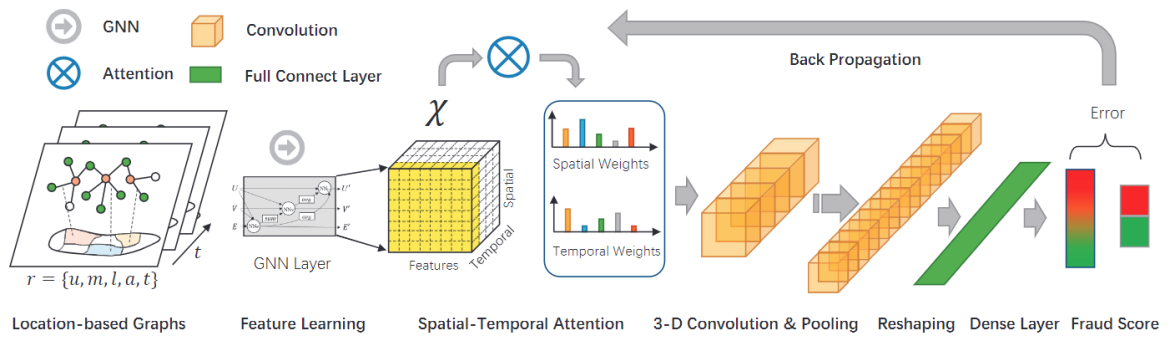 GNN
Convolution
Attention
Full Connect Layer
Back Propagation
χ
Error
Spatial Weights
Temporal Weights
Spatial
Temporal
Features
U
V
E
U'
V'
E'
t
GNN Layer
r = {u, m, l, a, t}
Location-based Graphs
Feature Learning
Spatial-Temporal Attention
3-D Convolution & Pooling
Reshaping
Dense Layer
Fraud Score